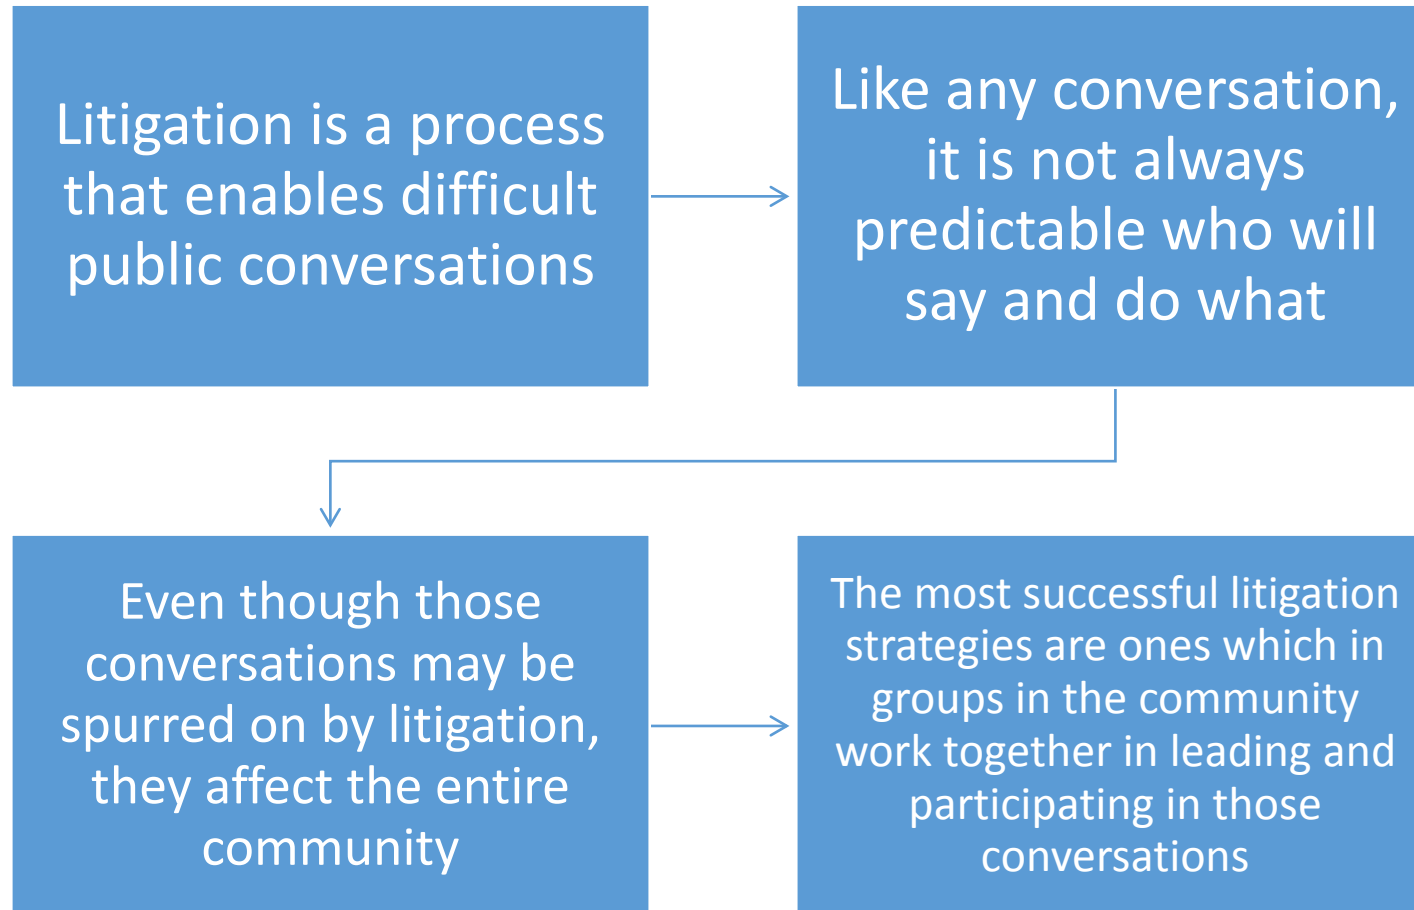 Litigation is a process
that enables difficult
public conversations
Like any conversation,
it is not always
predictable who will
say and do what
Even though those
conversations may be
spurred on by litigation,
they affect the entire
community
The most successful litigation
strategies are ones which in
groups in the community
work together in leading and
participating in those
conversations